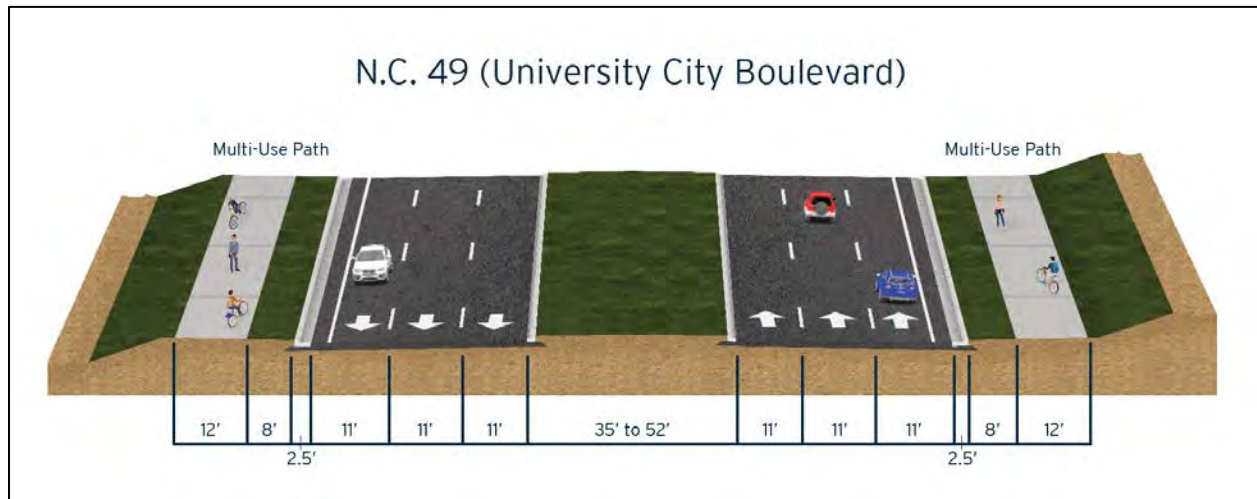 N.C. 49 (University City Boulevard)
Multi-Use Path
Multi-Use Path
12' 8' 11' 11' 11' 35' to 52' 11' 11' 11' 8' 12'
2.5' 2.5'